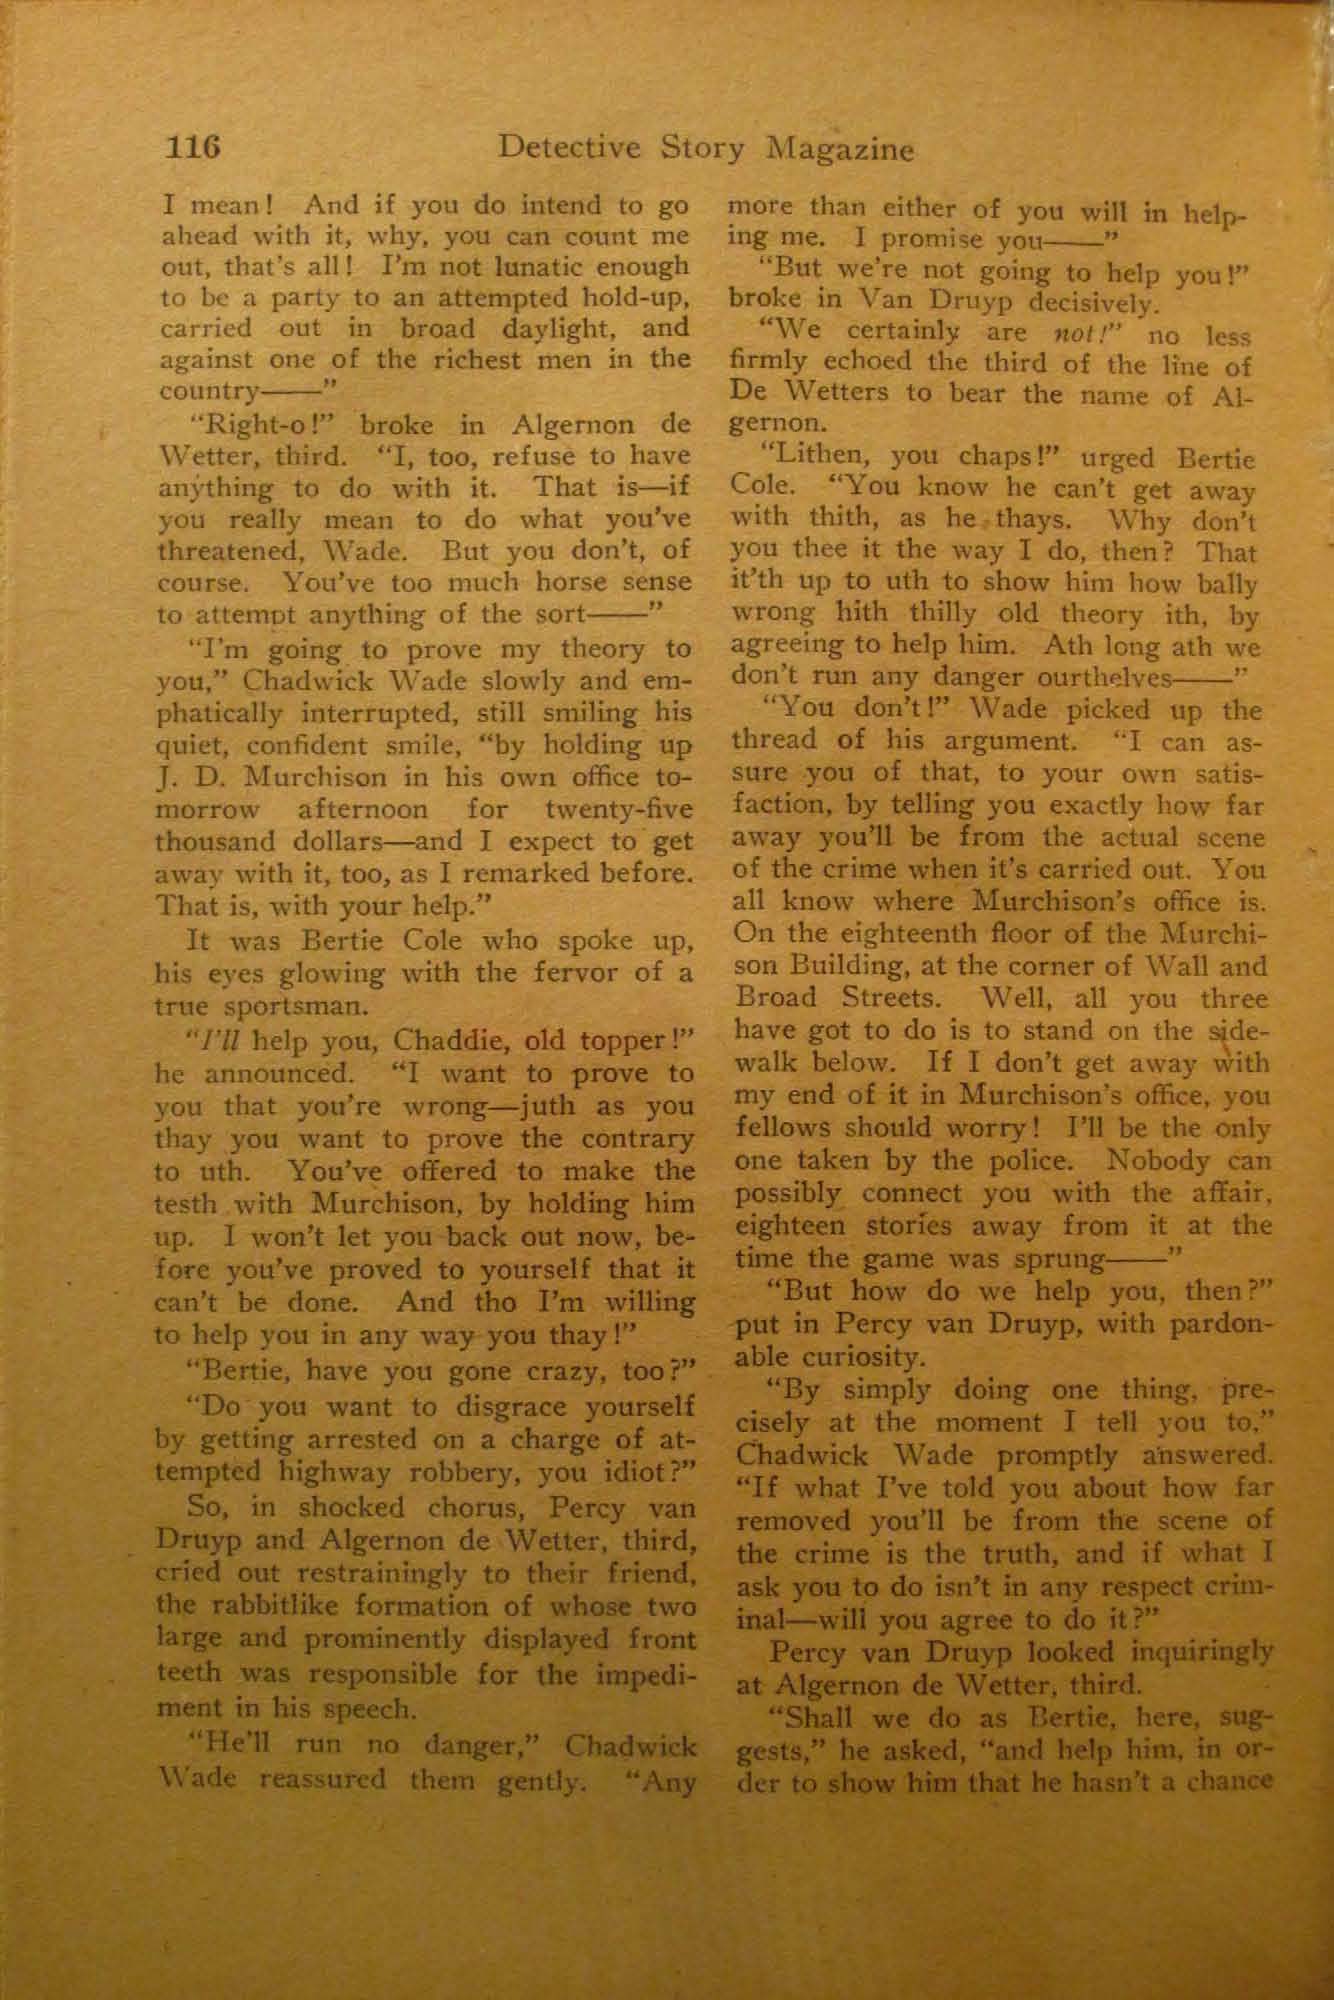 116 Detective Story Magazine
I mean! And if you do intend to go
ahead with it, why, you can count me
out, that's all! I'm not lunatic enough
to be a party to an attempted hold-up,
carried out in broad daylight, and
against one of the richest men in the
country——"
"Right-o!" broke in Algernon de
Wetter, third. "I, too, refuse to have
anything to do with it. That is—if
you really mean to do what you've
threatened, Wade. But you don't, of
course. You've too much horse sense
to attempt anything of the sort——"
"I'm going to prove my theory to
you," Chadwick Wade slowly and em-
phatically interrupted, still smiling his
quiet, confident smile, "by holding up
J. D. Murchison in his own office to-
morrow afternoon for twenty-five
thousand dollars—and I expect to get
away with it, too, as I remarked before.
That is, with your help."
It was Bertie Cole who spoke up,
his eyes glowing with the fervor of a
true sportsman.
"I'll help you, Chaddie, old topper!"
he announced. "I want to prove to
you that you're wrong—juth as you
thay you want to prove the contrary
to uth. You've offered to make the
testh with Murchison, by holding him
up. I won't let you back out now, be-
fore you've proved to yourself that it
can't be done. And tho I'm willing
to help you in any way you thay!"
"Bertie, have you gone crazy, too?"
"Do you want to disgrace yourself
by getting arrested on a charge of at-
tempted highway robbery, you idiot?"
So, in shocked chorus, Percy van
Druyp and Algernon de Wetter, third,
cried out restrainingly to their friend,
the rabbitlike formation of whose two
large and prominently displayed front
teeth was responsible for the impedi-
ment in his speech.
"He'll run no danger," Chadwick
Wade reassured them gently. "Any
more than either of you will in help-
ing me. I promise you——"
"But we're not going to help you!"
broke in Van Druyp decisively.
"We certainly are not!" no less
firmly echoed the third of the line of
De Wetters to bear the name of Al-
gernon.
"Lithen, you chaps!" urged Bertie
Cole. "You know he can't get away
with thith, as he thays. Why don't
you thee it the way I do, then? That
it'th up to uth to show him how bally
wrong hith thilly old theory ith, by
agreeing to help him. Ath long ath we
don't run any danger ourthelves——"
"You don't!" Wade picked up the
thread of his argument. "I can as-
sure you of that, to your own satis-
faction, by telling you exactly how far
away you'll be from the actual scene
of the crime when it's carried out. You
all know where Murchison's office is.
On the eighteenth floor of the Murchi-
son Building, at the corner of Wall and
Broad Streets. Well, all you three
have got to do is to stand on the side-
walk below. If I don't get away with
my end of it in Murchison's office, you
fellows should worry! I'll be the only
one taken by the police. Nobody can
possibly connect you with the affair,
eighteen stories away from it at the
time the game was sprung——"
"But how do we help you, then?"
put in Percy van Druyp, with pardon-
able curiosity.
"By simply doing one thing, pre-
cisely at the moment I tell you to,"
Chadwick Wade promptly answered.
"If what I've told you about how far
removed you'll be from the scene of
the crime is the truth, and if what I
ask you to do isn't in any respect crim-
inal—will you agree to do it?"
Percy van Druyp looked inquiringly
at Algernon de Wetter, third.
"Shall we do as Bertie, here, sug-
gests," he asked, "and help him, in or-
der to show him that he hasn't a chance